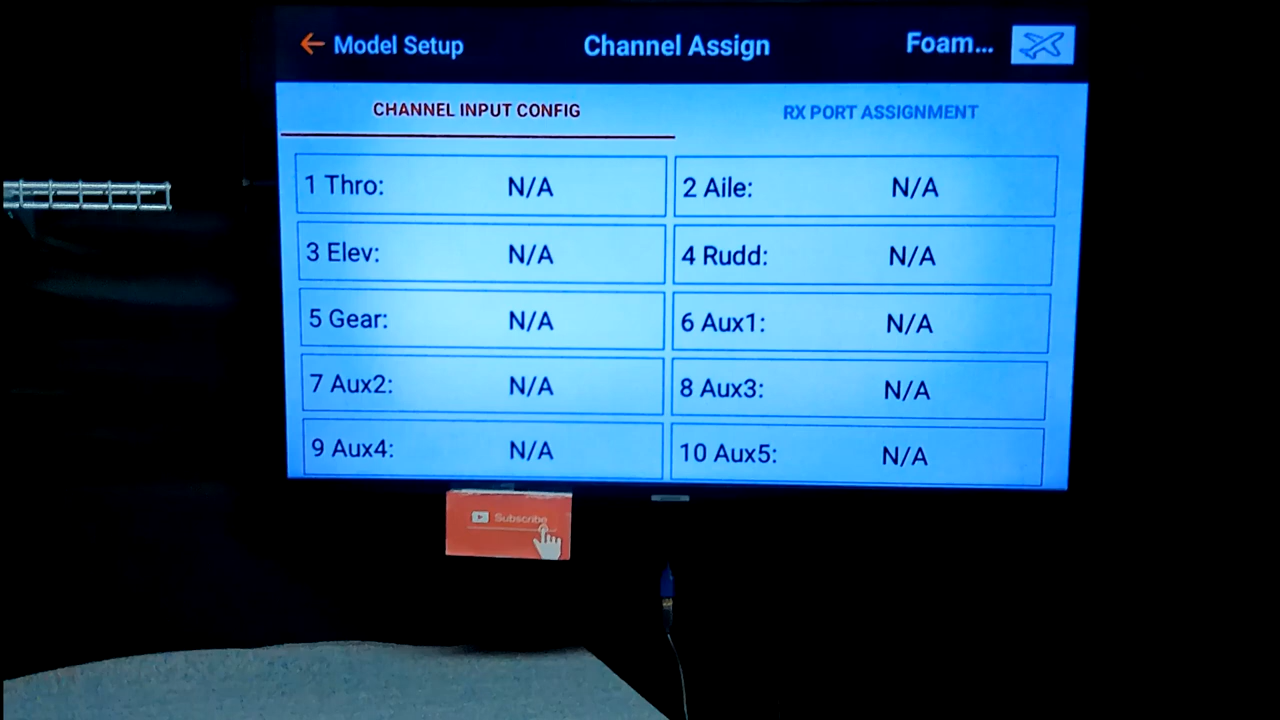 ← Model Setup Channel Assign Foam...
CHANNEL INPUT CONFIG RX PORT ASSIGNMENT
1 Thro: N/A 2 Aile: N/A
3 Elev: N/A 4 Rudd: N/A
5 Gear: N/A 6 Aux1: N/A
7 Aux2: N/A 8 Aux3: N/A
9 Aux4: N/A 10 Aux5: N/A
Subscribe